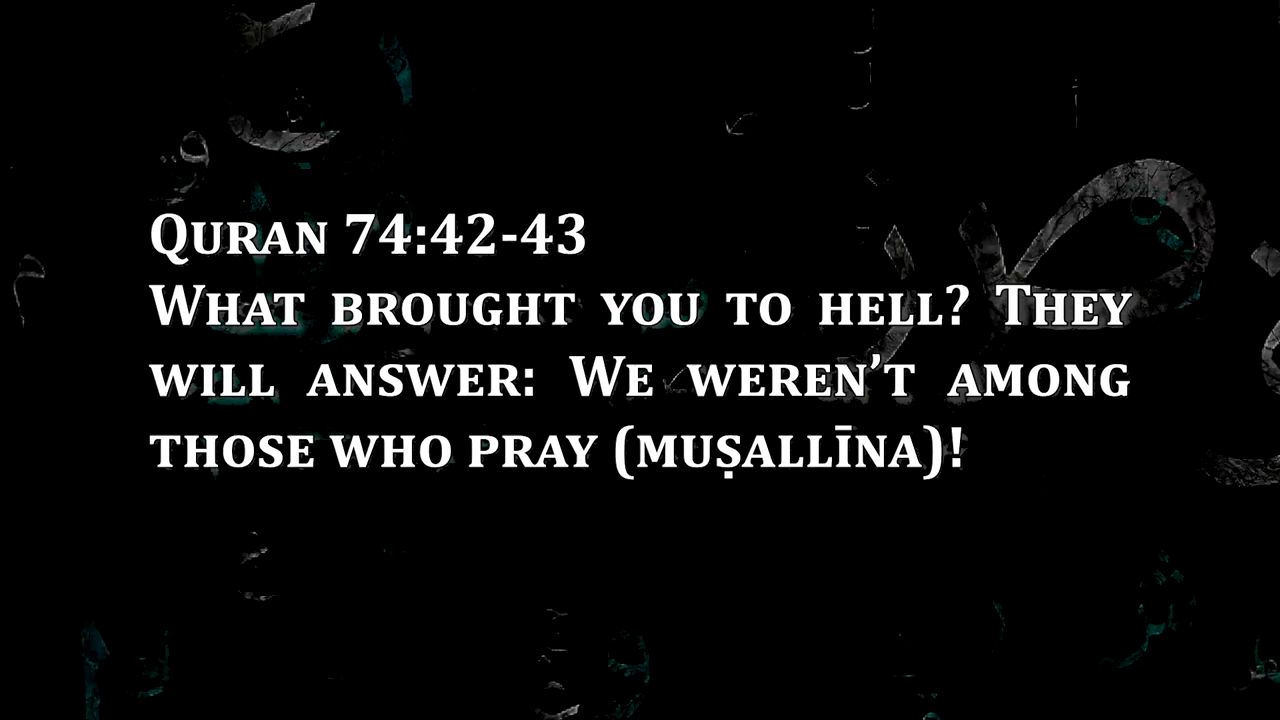 Quran 74:42-43
What brought you to hell? They
will answer: We weren’t among
those who pray (muṣallīna)!